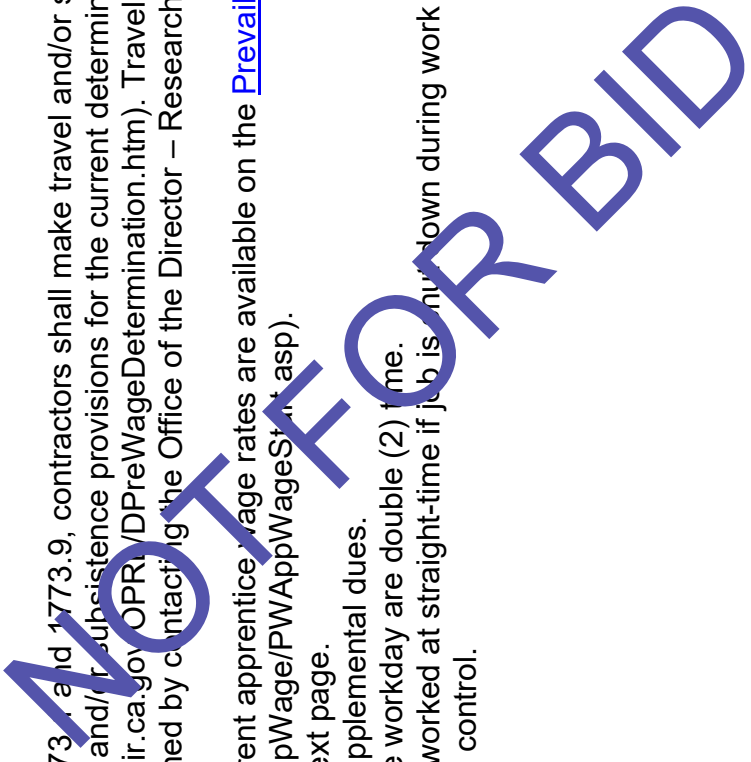 73.1 and 1773.9, contractors shall make travel and/or s
and/or subsistence provisions for the current determin
ir.ca.gov/OPRL/DPreWageDetermination.htm). Travel
ned by contacting the Office of the Director – Research
rent apprentice wage rates are available on the Prevail
pWage/PWAppWageStart.asp).
ext page.
pplemental dues.
e workday are double (2) time.
worked at straight-time if job is shut down during work
control.
NOT FOR BID